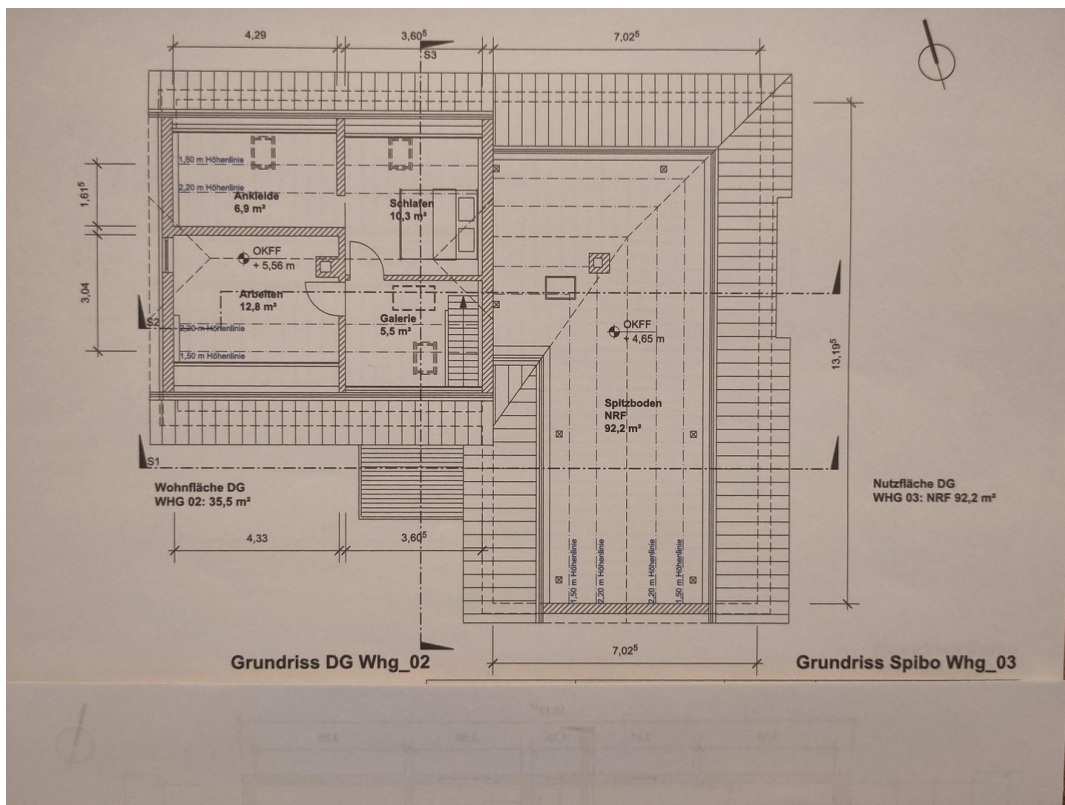 4,29
3,60⁵
7,02⁵
S3
1,50 m Höhenlinie
2,20 m Höhenlinie
Ankleide
6,9 m²
Schlafen
10,3 m²
1,61⁵
OKFF
+ 5,56 m
3,04
Arbeiten
12,8 m²
Galerie
5,5 m²
S2
2,20 m Höhenlinie
1,50 m Höhenlinie
OKFF
+ 4,65 m
13,19⁵
Spitzboden
NRF
92,2 m²
S1
Wohnfläche DG
WHG 02: 35,5 m²
Nutzfläche DG
WHG 03: NRF 92,2 m²
4,33
3,60⁵
1,50 m Höhenlinie
2,20 m Höhenlinie
2,20 m Höhenlinie
1,50 m Höhenlinie
7,02⁵
Grundriss DG Whg_02
Grundriss Spibo Whg_03